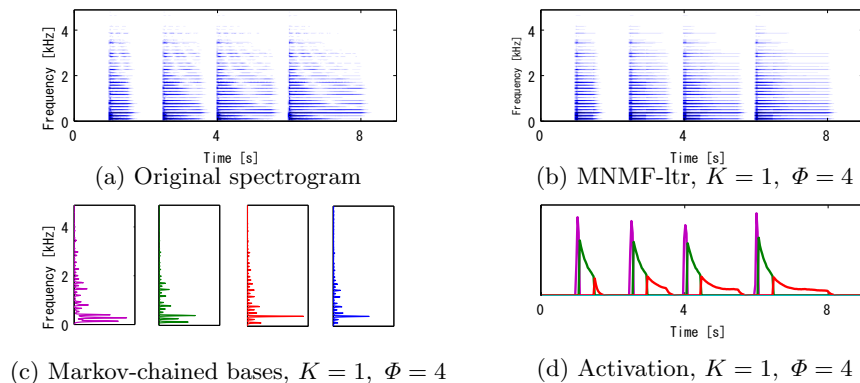 4
2
0
Frequency [kHz]
0
4
8
Time [s]
(a) Original spectrogram
4
2
0
Frequency [kHz]
0
4
8
Time [s]
(b) MNMF-ltr, K = 1, Φ = 4
4
2
0
Frequency [kHz]
(c) Markov-chained bases, K = 1, Φ = 4
0
4
8
Time [s]
(d) Activation, K = 1, Φ = 4